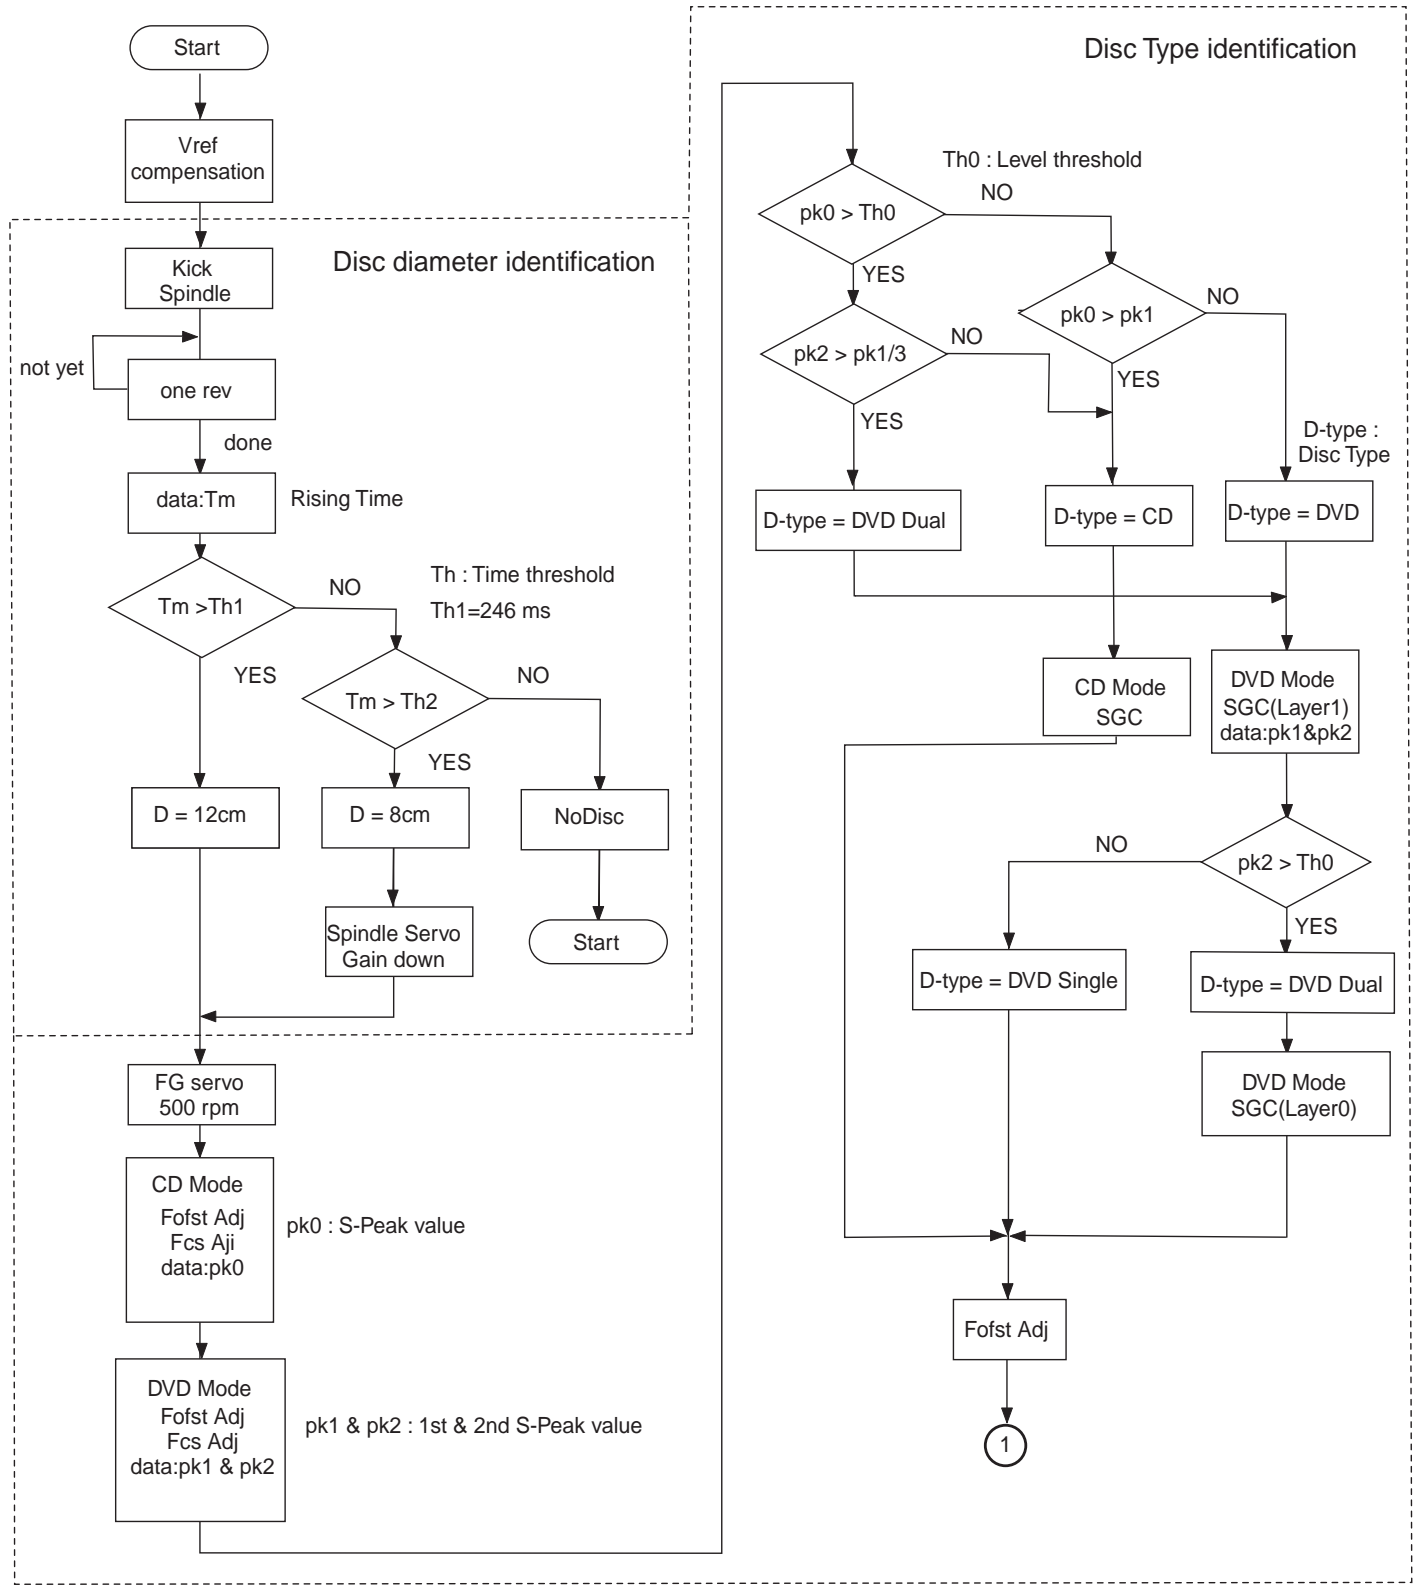 Start
Vref
compensation
Disc diameter identification
Kick
Spindle
not yet
one rev
done
data:Tm
Rising Time
Tm >Th1
NO
Th : Time threshold
Th1=246 ms
YES
Tm > Th2
NO
YES
D = 12cm
D = 8cm
NoDisc
Spindle Servo
Gain down
Start
FG servo
500 rpm
CD Mode
Fofst Adj
Fcs Aji
data:pk0
pk0 : S-Peak value
DVD Mode
Fofst Adj
Fcs Adj
data:pk1 & pk2
pk1 & pk2 : 1st & 2nd S-Peak value
Disc Type identification
Th0 : Level threshold
NO
pk0 > Th0
YES
pk0 > pk1
NO
pk2 > pk1/3
NO
YES
YES
D-type :
Disc Type
D-type = DVD Dual
D-type = CD
D-type = DVD
CD Mode
SGC
DVD Mode
SGC(Layer1)
data:pk1&pk2
NO
pk2 > Th0
YES
D-type = DVD Single
D-type = DVD Dual
DVD Mode
SGC(Layer0)
Fofst Adj
1